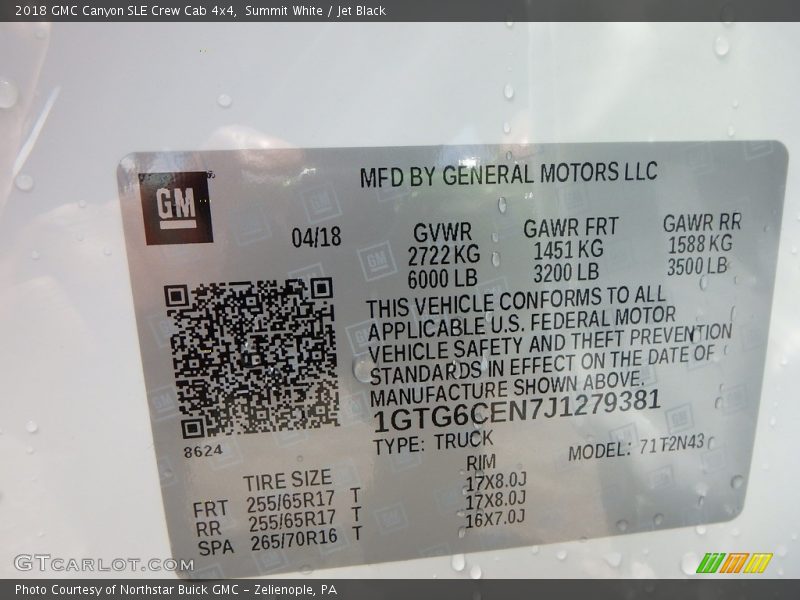 2018 GMC Canyon SLE Crew Cab 4x4, Summit White / Jet Black
MFD BY GENERAL MOTORS LLC
GM
04/18
GVWR GAWR FRT GAWR RR
2722 KG 1451 KG 1588 KG
6000 LB 3200 LB 3500 LB
THIS VEHICLE CONFORMS TO ALL
APPLICABLE U.S. FEDERAL MOTOR
VEHICLE SAFETY AND THEFT PREVENTION
STANDARDS IN EFFECT ON THE DATE OF
MANUFACTURE SHOWN ABOVE.
1GTG6CEN7J1279381
8624
TYPE: TRUCK MODEL: 71T2N43
TIRE SIZE RIM
FRT 255/65R17 T 17X8.0J
RR 255/65R17 T 17X8.0J
SPA 265/70R16 T 16X7.0J
GTCarLot.com
Photo Courtesy of Northstar Buick GMC - Zelienople, PA